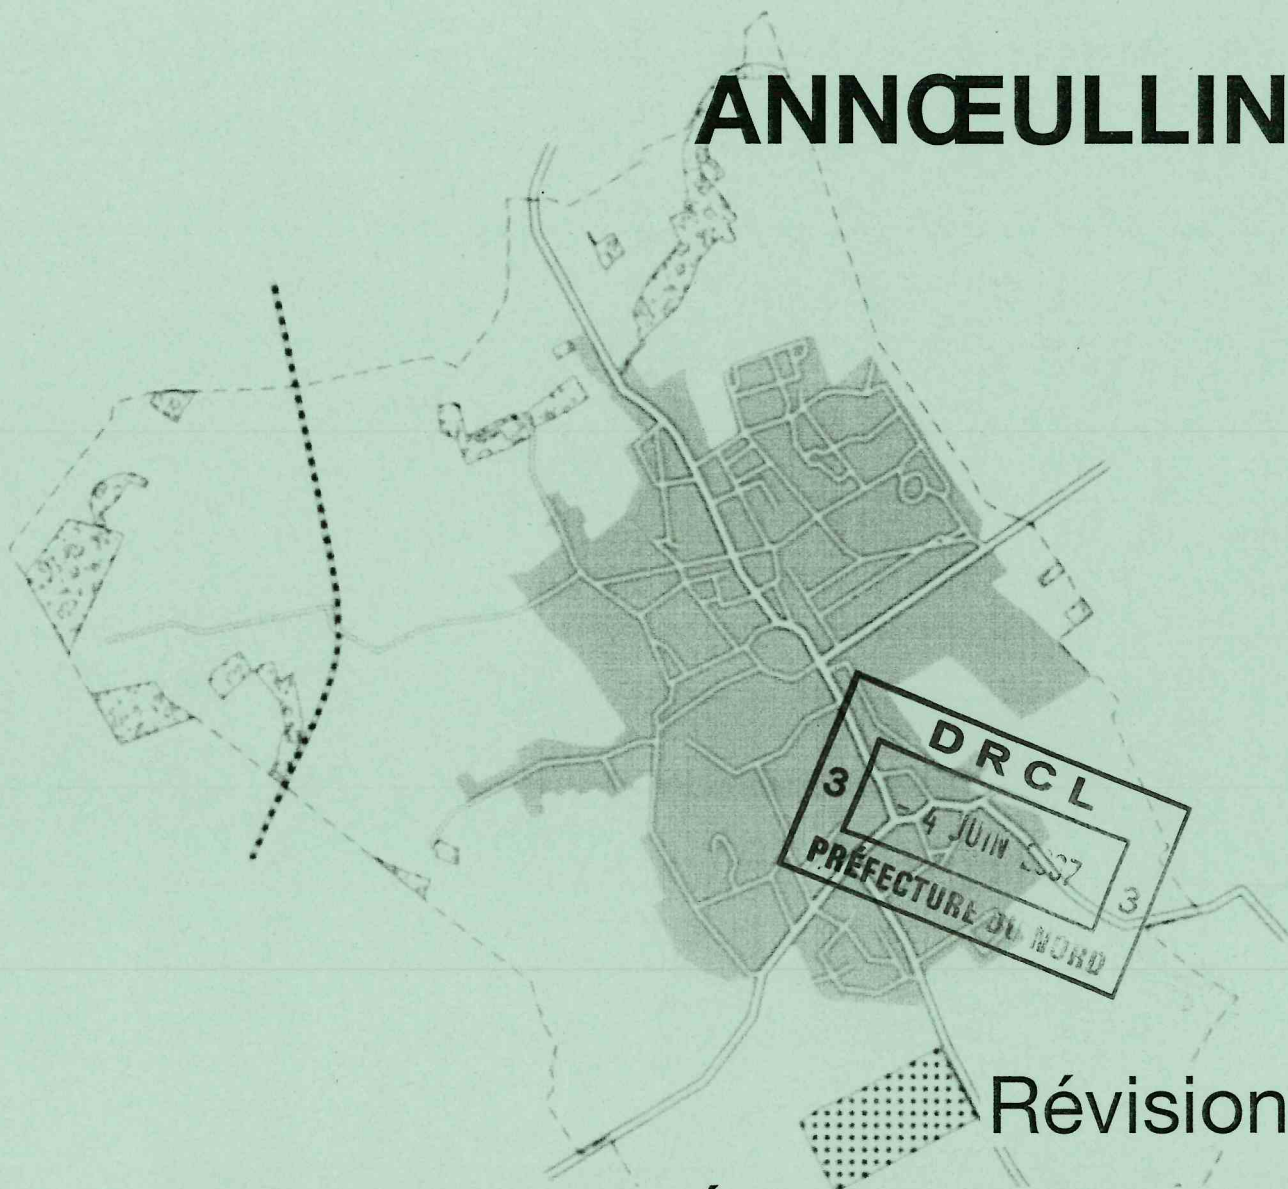 ANNŒULLIN
DRCL
3
- 4 JUIN
3
PRÉFECTURE DU NORD
Révision